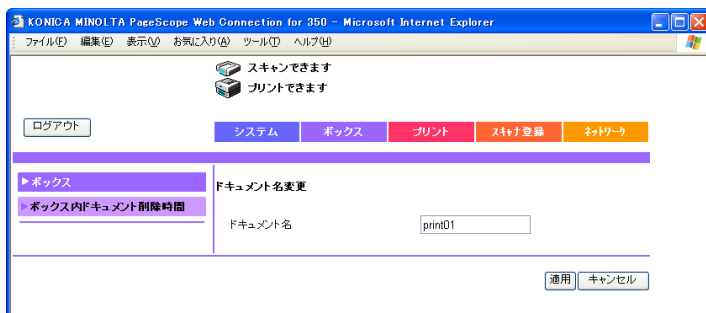 KONICA MINOLTA PageScope Web Connection for 350 - Microsoft Internet Explorer
ファイル(F) 編集(E) 表示(V) お気に入り(A) ツール(T) ヘルプ(H)
スキャンできます
プリントできます
ログアウト
システム ボックス プリント スキャナ登録 ネットワーク
ボックス
ボックス内ドキュメント削除時間
ドキュメント名変更
ドキュメント名 print01
適用 キャンセル